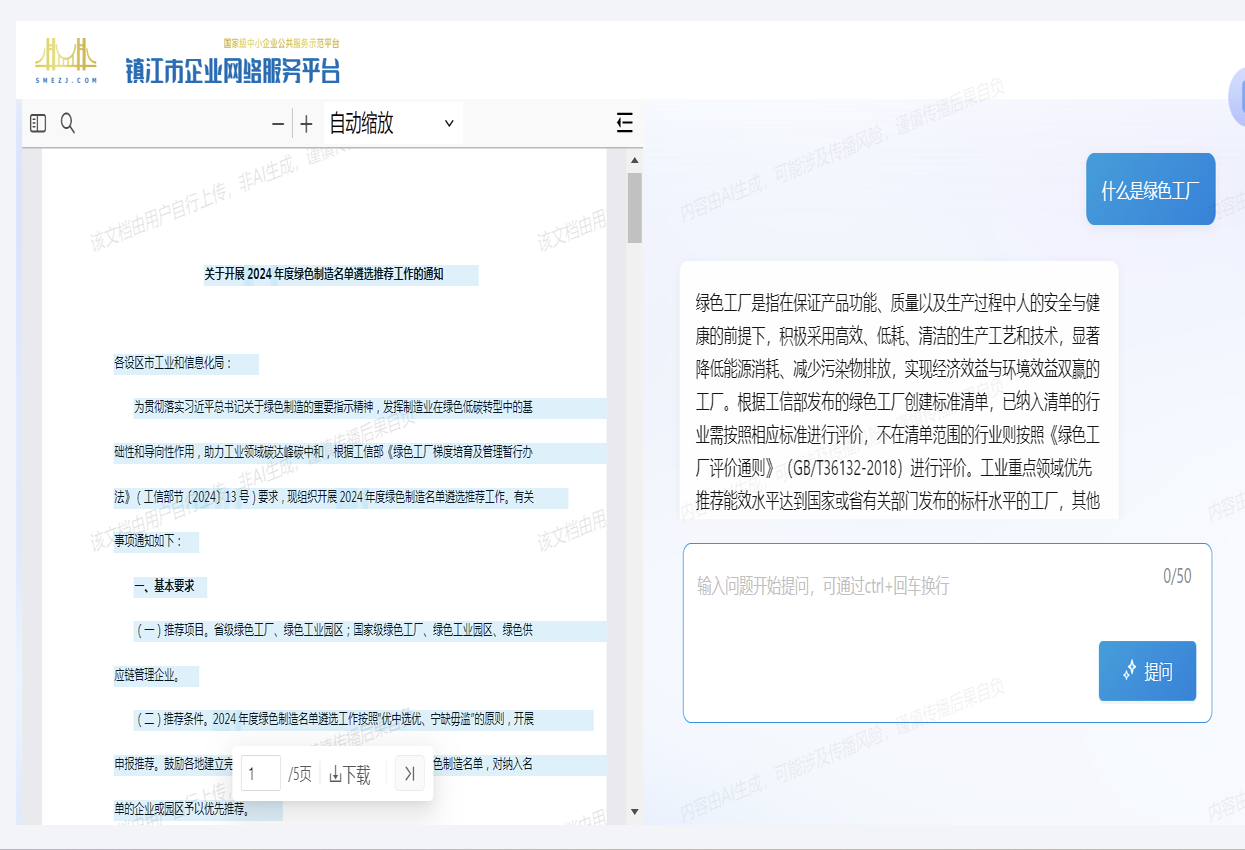 国家级中小企业公共服务示范平台
镇江市企业网络服务平台
SMEZJ.COM
自动缩放
该文档由用户自行上传，非AI生成，谨慎传播后果自负
内容由AI生成，可能涉及传播风险，谨慎传播后果自负
什么是绿色工厂
关于开展 2024 年度绿色制造名单遴选推荐工作的通知
各设区市工业和信息化局：
为贯彻落实习近平总书记关于绿色制造的重要指示精神，发挥制造业在绿色低碳转型中的基
础性和导向性作用，助力工业领域碳达峰碳中和，根据工信部《绿色工厂梯度培育及管理暂行办
法》（工信部节〔2024〕13 号）要求，现组织开展 2024 年度绿色制造名单遴选推荐工作。有关
事项通知如下：
一、基本要求
（一）推荐项目。省级绿色工厂、绿色工业园区；国家级绿色工厂、绿色工业园区、绿色供
应链管理企业。
（二）推荐条件。2024 年度绿色制造名单遴选工作按照"优中选优、宁缺毋滥"的原则，开展
申报推荐。鼓励各地建立完
色制造名单，对纳入名
单的企业或园区予以优先推荐。
1 /5页 下载
绿色工厂是指在保证产品功能、质量以及生产过程中人的安全与健
康的前提下，积极采用高效、低耗、清洁的生产工艺和技术，显著
降低能源消耗、减少污染物排放，实现经济效益与环境效益双赢的
工厂。根据工信部发布的绿色工厂创建标准清单，已纳入清单的行
业需按照相应标准进行评价，不在清单范围的行业则按照《绿色工
厂评价通则》（GB/T36132-2018）进行评价。工业重点领域优先
推荐能效水平达到国家或省有关部门发布的标杆水平的工厂，其他
输入问题开始提问，可通过ctrl+回车换行
0/50
提问
内容由AI生成，可能涉及传播风险，谨慎传播后果自负